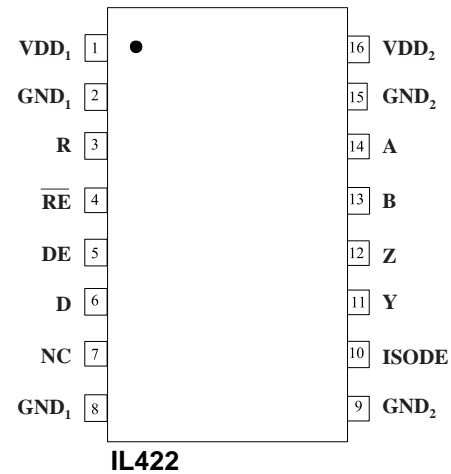 VDD₁ 1 16 VDD₂
GND₁ 2 15 GND₂
R 3 14 A
R̅E̅ 4 13 B
DE 5 12 Z
D 6 11 Y
NC 7 10 ISODE
GND₁ 8 9 GND₂
IL422